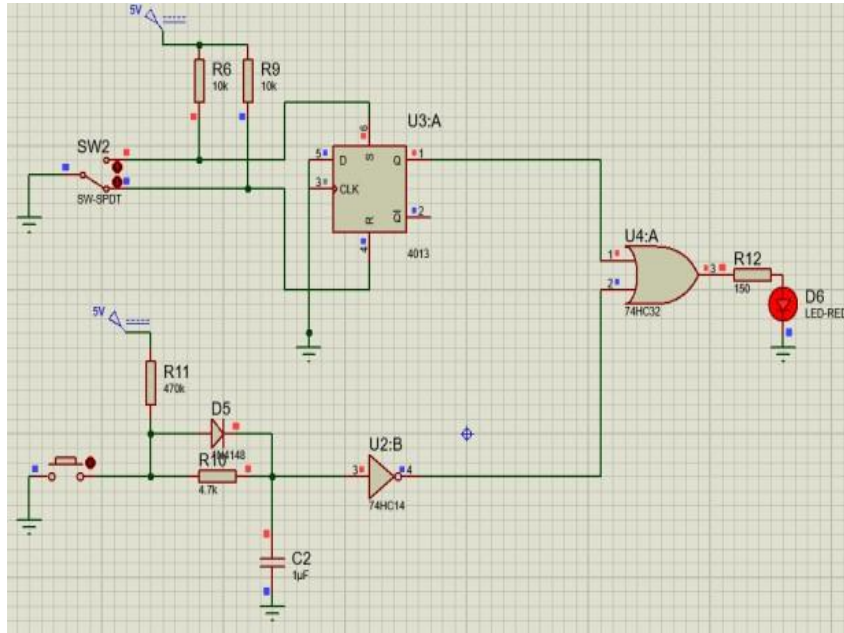 5V
R6
10k
R9
10k
SW2
SW-SPDT
U3:A
5
D
S
6
Q
1
3
CLK
R
4
Q
2
4013
U4:A
1
2
3
74HC32
R12
150
D6
LED-RED
5V
R11
470k
D5
R10
4.7k
U2:B
3
4
74HC14
C2
1µF